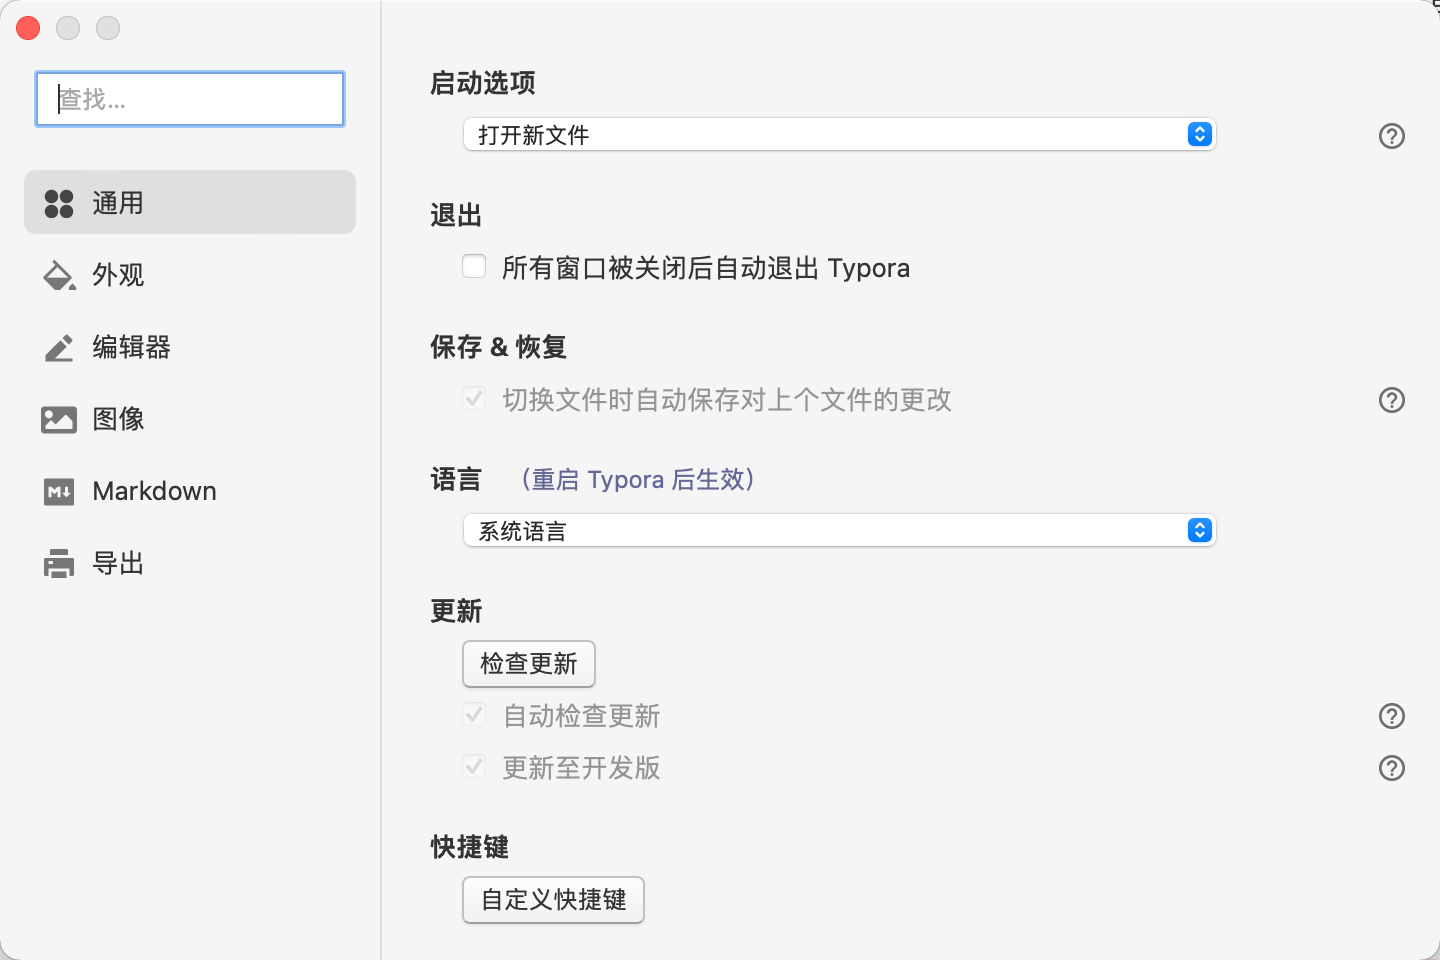 查找...
通用
外观
编辑器
图像
Markdown
导出
启动选项
打开新文件
退出
所有窗口被关闭后自动退出 Typora
保存 & 恢复
切换文件时自动保存对上个文件的更改
语言 （重启 Typora 后生效）
系统语言
更新
检查更新
自动检查更新
更新至开发版
快捷键
自定义快捷键